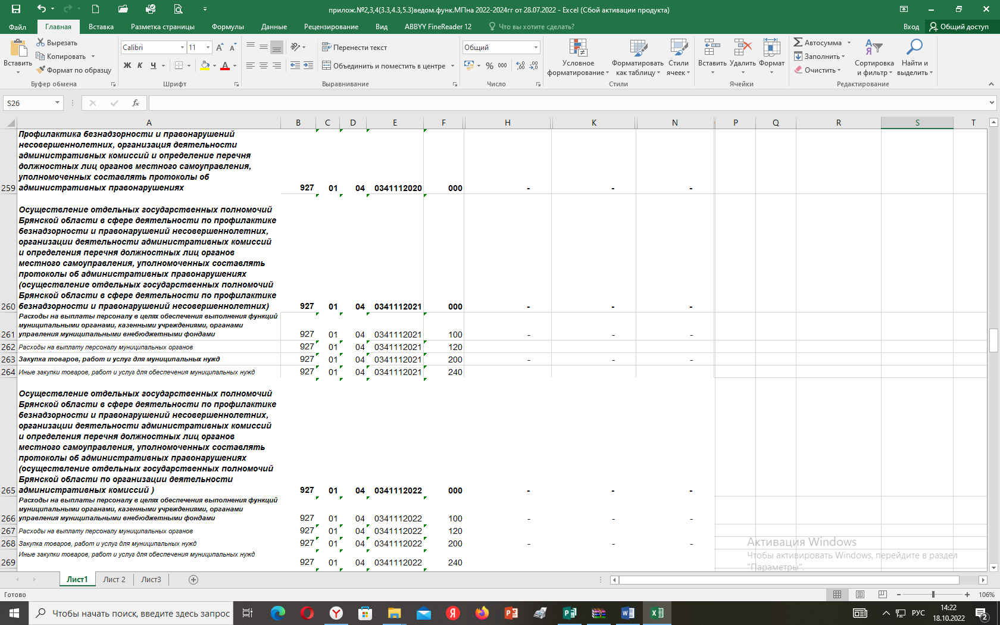 прилож.№2,3,4(3.3,4.3,5.3)ведом.функ.МПна 2022-2024гг от 28.07.2022 - Excel (Сбой активации продукта)
Файл Главная Вставка Разметка страницы Формулы Данные Рецензирование Вид ABBYY FineReader 12 Что вы хотите сделать? Вход Общий доступ
Вставить
Вырезать
Копировать
Формат по образцу
Буфер обмена
Calibri 11
Ж К Ч
Шрифт
Перенести текст
Объединить и поместить в центре
Выравнивание
Общий
% 000
Число
Условное форматирование
Форматировать как таблицу
Стили ячеек
Стили
Вставить Удалить Формат
Ячейки
Автосумма
Заполнить
Очистить
Сортировка и фильтр
Найти и выделить
Редактирование
S26 fx
A B C D E F H K N P Q R S T
Профилактика безнадзорности и правонарушений
несовершеннолетних, организация деятельности
административных комиссий и определение перечня
должностных лиц органов местного самоуправления,
уполномоченных составлять протоколы об
259 административных правонарушениях 927 01 04 0341112020 000 - - -
Осуществление отдельных государственных полномочий
Брянской области в сфере деятельности по профилактике
безнадзорности и правонарушений несовершеннолетних,
организации деятельности административных комиссий
и определения перечня должностных лиц органов
местного самоуправления, уполномоченных составлять
протоколы об административных правонарушениях
(осуществление отдельных государственных полномочий
Брянской области в сфере деятельности по профилактике
260 безнадзорности и правонарушений несовершеннолетних) 927 01 04 0341112021 000 - - -
Расходы на выплаты персоналу в целях обеспечения выполнения функций
муниципальными органами, казенными учреждениями, органами
261 управления муниципальными внебюджетными фондами 927 01 04 0341112021 100 - - -
262 Расходы на выплату персоналу муниципальных органов 927 01 04 0341112021 120
263 Закупка товаров, работ и услуг для муниципальных нужд 927 01 04 0341112021 200 - - -
264 Иные закупки товаров, работ и услуг для обеспечения муниципальных нужд 927 01 04 0341112021 240
Осуществление отдельных государственных полномочий
Брянской области в сфере деятельности по профилактике
безнадзорности и правонарушений несовершеннолетних,
организации деятельности административных комиссий
и определения перечня должностных лиц органов
местного самоуправления, уполномоченных составлять
протоколы об административных правонарушениях
(осуществление отдельных государственных полномочий
Брянской области по организации деятельности
265 административных комиссий ) 927 01 04 0341112022 000 - - -
Расходы на выплаты персоналу в целях обеспечения выполнения функций
муниципальными органами, казенными учреждениями, органами
266 управления муниципальными внебюджетными фондами 927 01 04 0341112022 100 - - -
267 Расходы на выплату персоналу муниципальных органов 927 01 04 0341112022 120
268 Закупка товаров, работ и услуг для муниципальных нужд 927 01 04 0341112022 200 - - -
Иные закупки товаров, работ и услуг для обеспечения муниципальных нужд
269 927 01 04 0341112022 240
Активация Windows
Чтобы активировать Windows, перейдите в раздел
"Параметры".
Лист1 Лист 2 Лист3
Готово 106%
Чтобы начать поиск, введите здесь запрос
РУС
14:22
18.10.2022
2